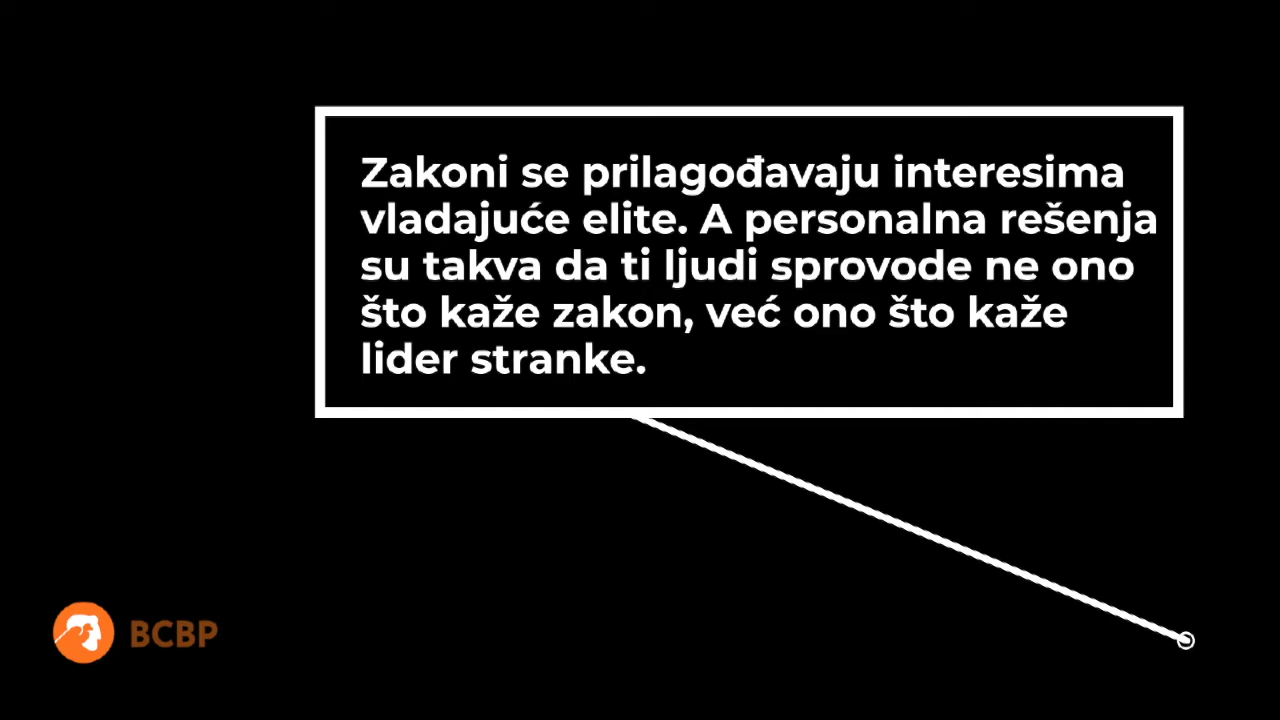 Zakoni se prilagođavaju interesima
vladajuće elite. A personalna rešenja
su takva da ti ljudi sprovode ne ono
što kaže zakon, već ono što kaže
lider stranke.
BCBP